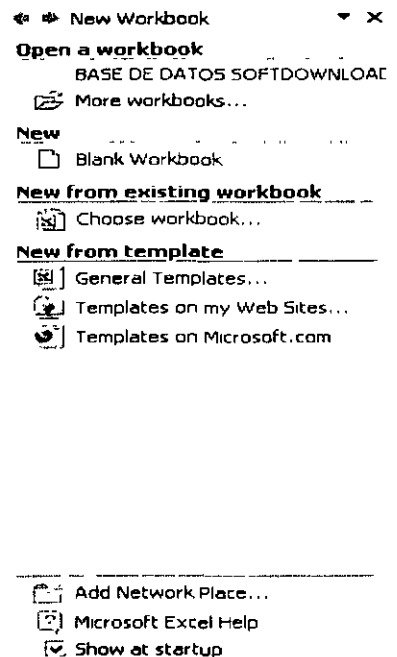 New Workbook
Open a workbook
BASE DE DATOS SOFTDOWNLOAD
More workbooks...
New
Blank Workbook
New from existing workbook
Choose workbook...
New from template
General Templates...
Templates on my Web Sites...
Templates on Microsoft.com
Add Network Place...
Microsoft Excel Help
Show at startup